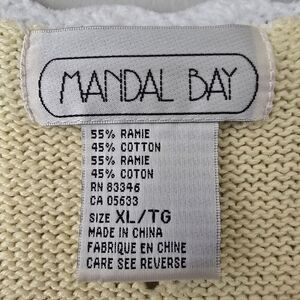 MANDAL BAY
55% RAMIE
45% COTTON
55% RAMIE
45% COTON
RN 83346
CA 05633
SIZE XL/TG
MADE IN CHINA
FABRIQUE EN CHINE
CARE SEE REVERSE